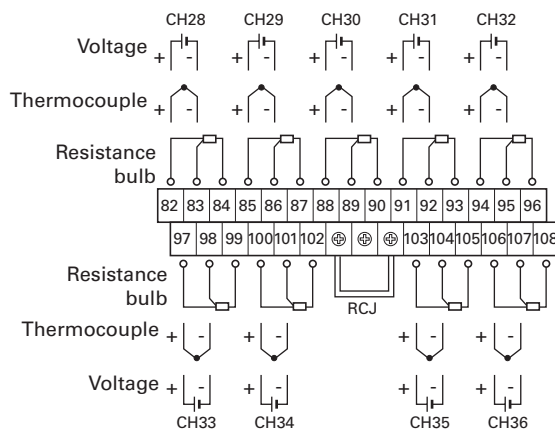 CH28 CH29 CH30 CH31 CH32
Voltage + - + - + - + - + -
Thermocouple + - + - + - + - + -
Resistance
bulb
82 83 84 85 86 87 88 89 90 91 92 93 94 95 96
97 98 99 100 101 102 103 104 105 106 107 108
Resistance
bulb
RCJ
Thermocouple + - + - + - + -
Voltage + - + - + - + -
CH33 CH34 CH35 CH36